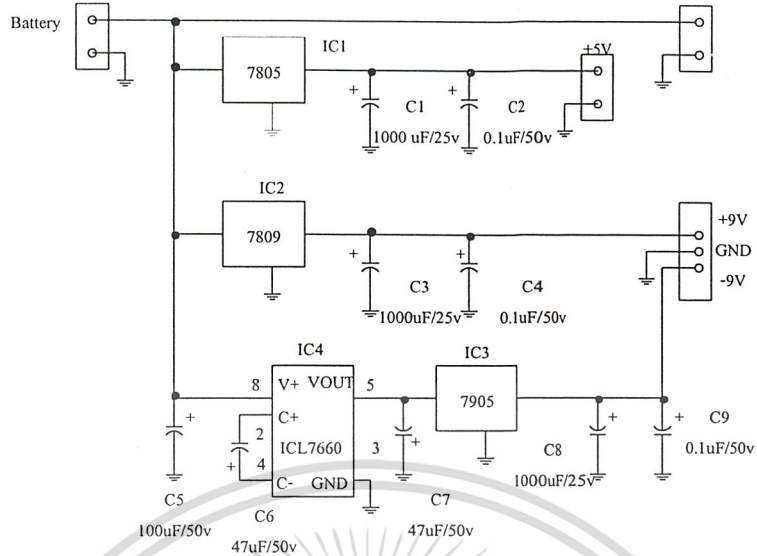 Battery
IC1
7805
+5V
C1
C2
1000 uF/25v
0.1uF/50v
IC2
7809
+9V
GND
-9V
C3
C4
1000uF/25v
0.1uF/50v
IC4
IC3
8
V+
VOUT
5
7905
C+
2
ICL7660
3
4
C-
GND
C9
0.1uF/50v
C8
1000uF/25v
C5
100uF/50v
C6
47uF/50v
C7
47uF/50v